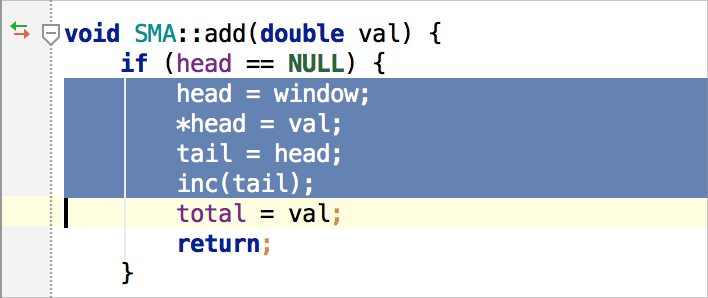 void SMA::add(double val) {
    if (head == NULL) {
        head = window;
        *head = val;
        tail = head;
        inc(tail);
        total = val;
        return;
    }